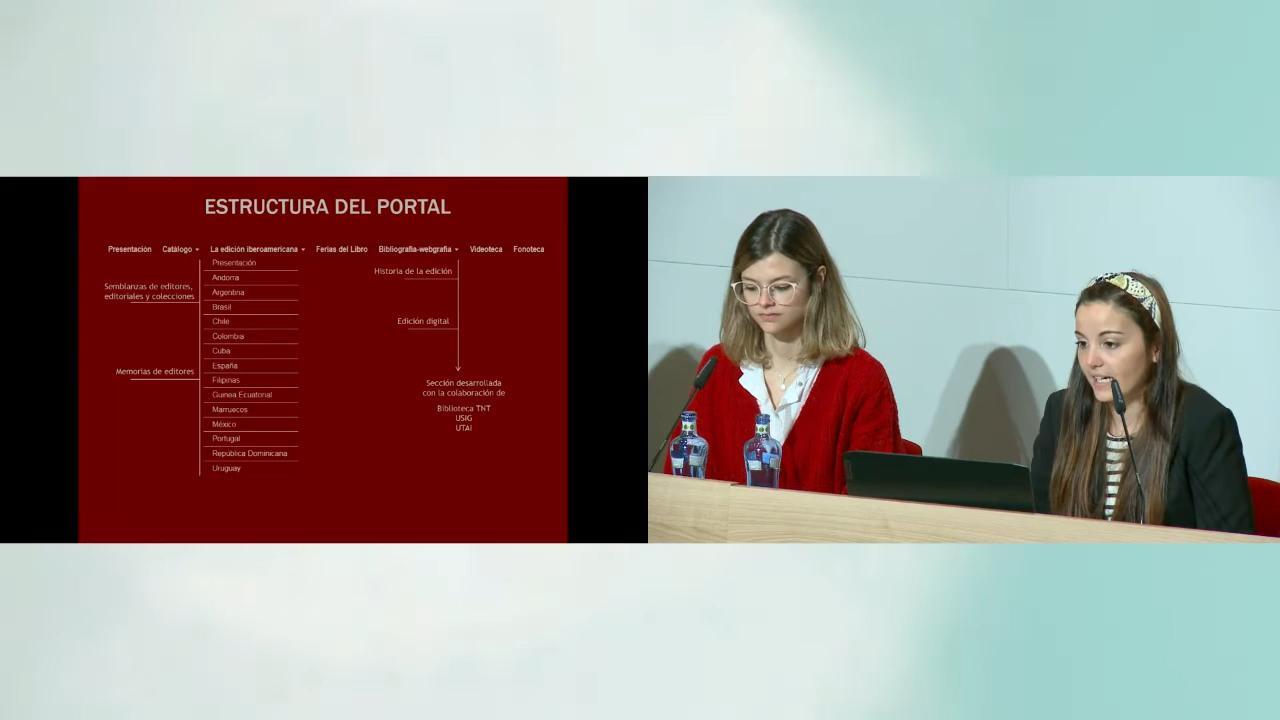 ESTRUCTURA DEL PORTAL
Presentación Catálogo La edición iberoamericana Ferias del Libro Bibliografía-webgrafía Videoteca Fonoteca
Semblanzas de editores,
editoriales y colecciones
Memorias de editores
Presentación
Andorra
Argentina
Brasil
Chile
Colombia
Cuba
España
Filipinas
Guinea Ecuatorial
Marruecos
México
Portugal
República Dominicana
Uruguay
Historia de la edición
Edición digital
Sección desarrollada
con la colaboración de
Biblioteca TNT
USIG
UTAI